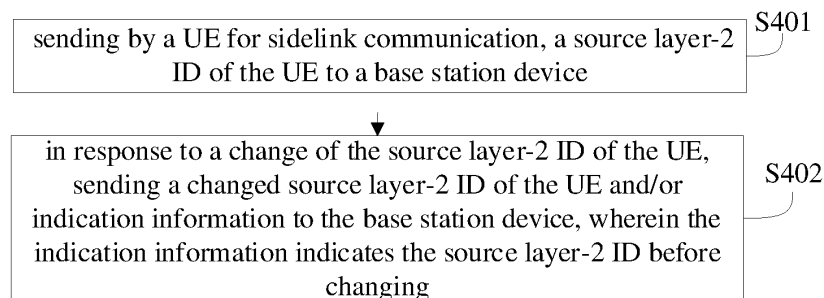 S401
sending by a UE for sidelink communication, a source layer-2
ID of the UE to a base station device
in response to a change of the source layer-2 ID of the UE,
sending a changed source layer-2 ID of the UE and/or
indication information to the base station device, wherein the
indication information indicates the source layer-2 ID before
changing
S402